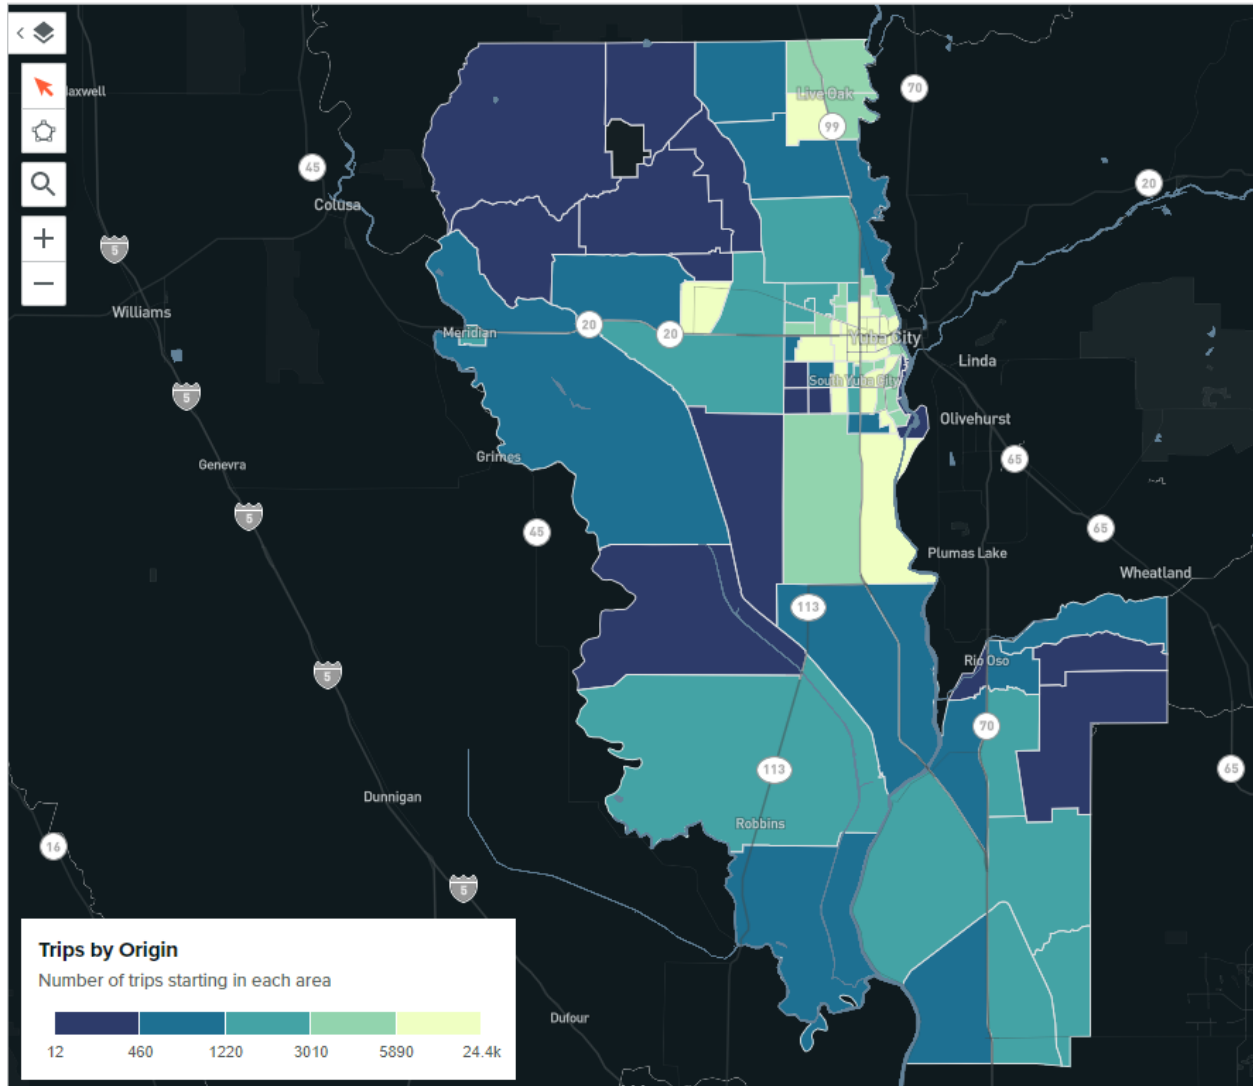 axwell
Live Oak
70
99
45
20
Colusa
5
Williams
Meridian
20
20
Yuba City
Linda
South Yuba City
5
Olivehurst
Grimes
65
Genevra
5
45
65
Plumas Lake
Wheatland
113
Rio Oso
5
70
113
65
Dunnigan
Robbins
16
5
Dufour
Trips by Origin
Number of trips starting in each area
12 460 1220 3010 5890 24.4k